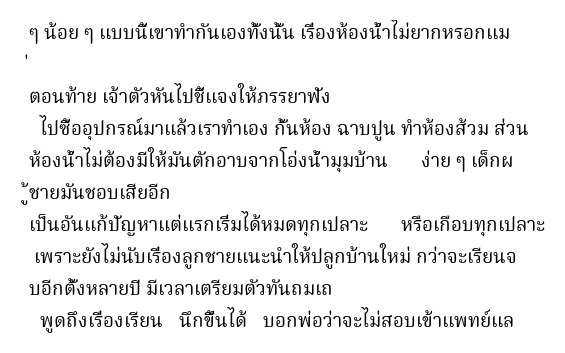 ๆ น้อย ๆ แบบนี้เขาทำกันเองทั้งนั้น เรื่องห้องน้ำไม่ยากหรอกแม
่
ตอนท้าย เจ้าตัวหันไปชี้แจงให้ภรรยาฟัง
ไปซื้ออุปกรณ์มาแล้วเราทำเอง กั้นห้อง ฉาบปูน ทำห้องส้วม ส่วน
ห้องน้ำไม่ต้องมีให้มันตักอาบจากโอ่งน้ำมุมบ้าน ง่าย ๆ เด็กผ
ู้ชายมันชอบเสียอีก
เป็นอันแก้ปัญหาแต่แรกเริ่มได้หมดทุกเปลาะ หรือเกือบทุกเปลาะ
เพราะยังไม่นับเรื่องลูกชายแนะนำให้ปลูกบ้านใหม่ กว่าจะเรียนจ
บอีกตั้งหลายปี มีเวลาเตรียมตัวทันถมเถ
พูดถึงเรื่องเรียน นึกขึ้นได้ บอกพ่อว่าจะไม่สอบเข้าแพทย์แล